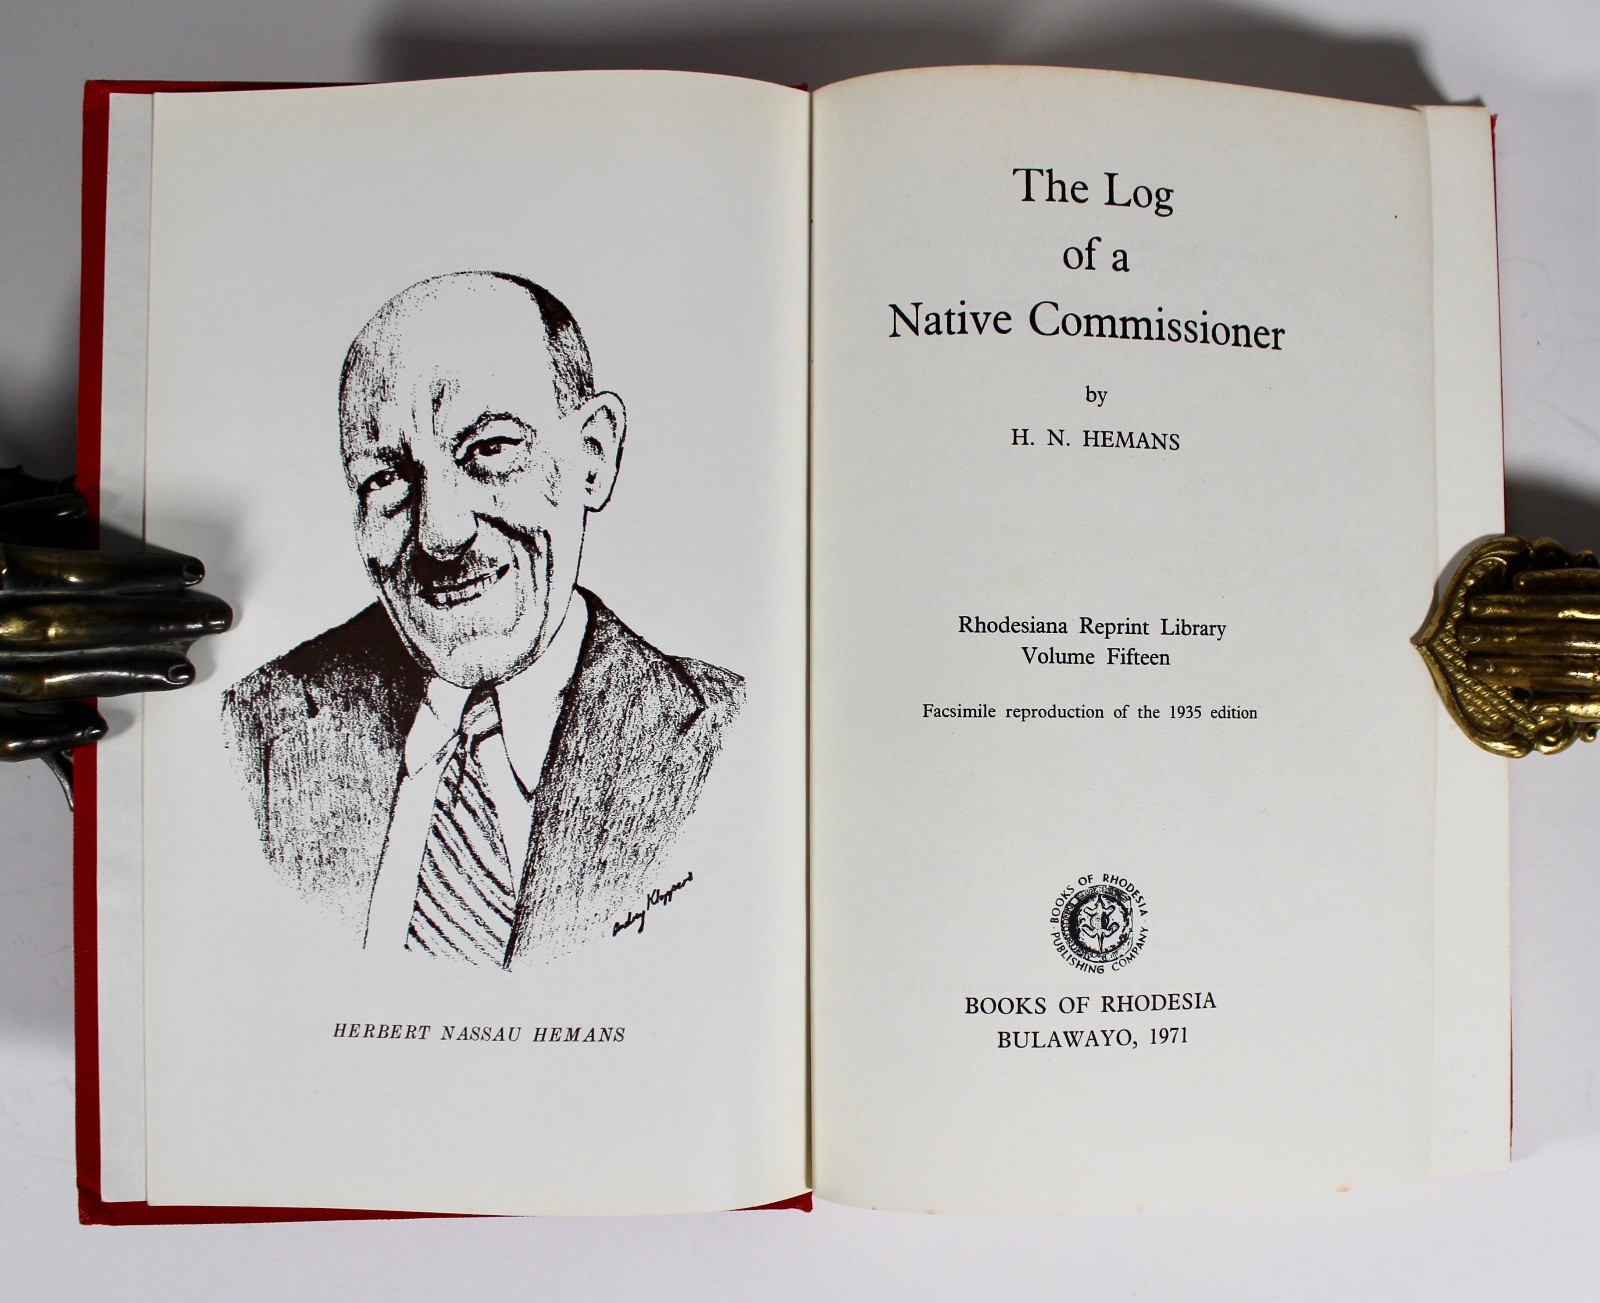 HERBERT NASSAU HEMANS
The Log
of a
Native Commissioner
by
H. N. HEMANS
Rhodesiana Reprint Library
Volume Fifteen
Facsimile reproduction of the 1935 edition
BOOKS OF RHODESIA
PUBLISHING COMPANY
BOOKS OF RHODESIA
BULAWAYO, 1971